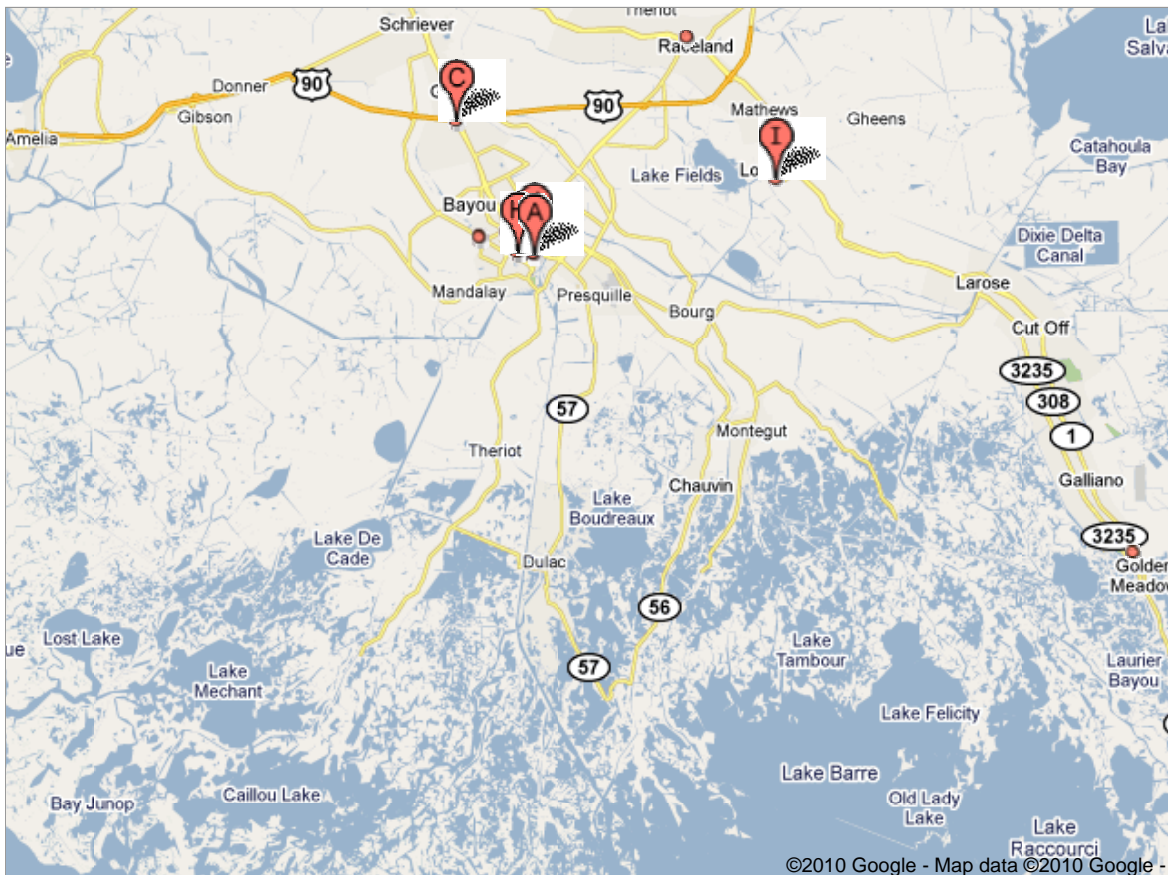 Theriot
Schriever
Raceland
Donner
90
C
Gibson
90
Mathews
Gheens
Amelia
I
Catahoula
Bay
Lake Fields
Bayou
H
A
Dixie Delta
Canal
Mandalay
Presquille
Larose
Bourg
Cut Off
3235
308
57
1
Montegut
Theriot
Galliano
Chauvin
Lake
Boudreaux
3235
Lake De
Cade
Dulac
Golden
Meadow
56
Lost Lake
Lake
Tambour
57
Lake
Mechant
Laurier
Bayou
Lake Felicity
Lake Barre
Caillou Lake
Bay Junop
Old Lady
Lake
Lake
Raccourci
©2010 Google - Map data ©2010 Google -